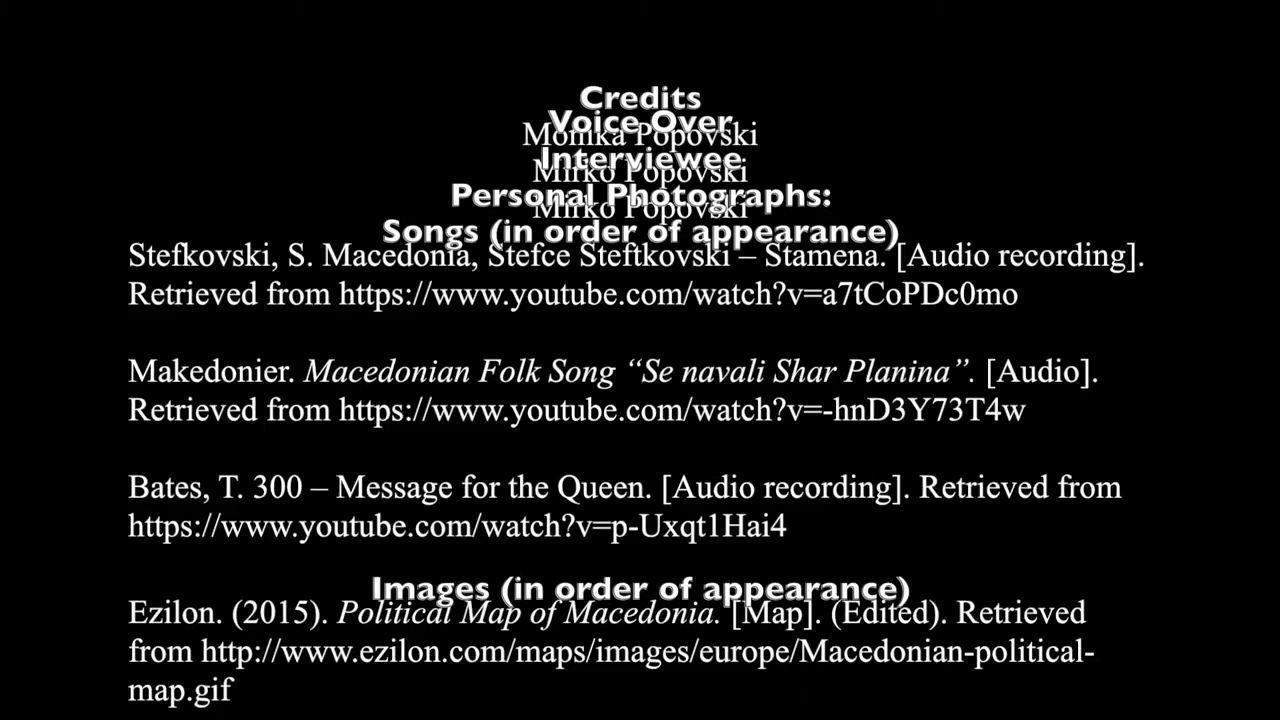 Credits
Voice Over
Monika Popovski
Interviewee
Mirko Popovski
Personal Photographs:
Mirko Popovski
Songs (in order of appearance)
Stefkovski, S. Macedonia, Stefce Steftkovski – Stamena. [Audio recording].
Retrieved from https://www.youtube.com/watch?v=a7tCoPDc0mo
Makedonier. Macedonian Folk Song “Se navali Shar Planina”. [Audio].
Retrieved from https://www.youtube.com/watch?v=-hnD3Y73T4w
Bates, T. 300 – Message for the Queen. [Audio recording]. Retrieved from
https://www.youtube.com/watch?v=p-Uxqt1Hai4
Images (in order of appearance)
Ezilon. (2015). Political Map of Macedonia. [Map]. (Edited). Retrieved
from http://www.ezilon.com/maps/images/europe/Macedonian-political-
map.gif